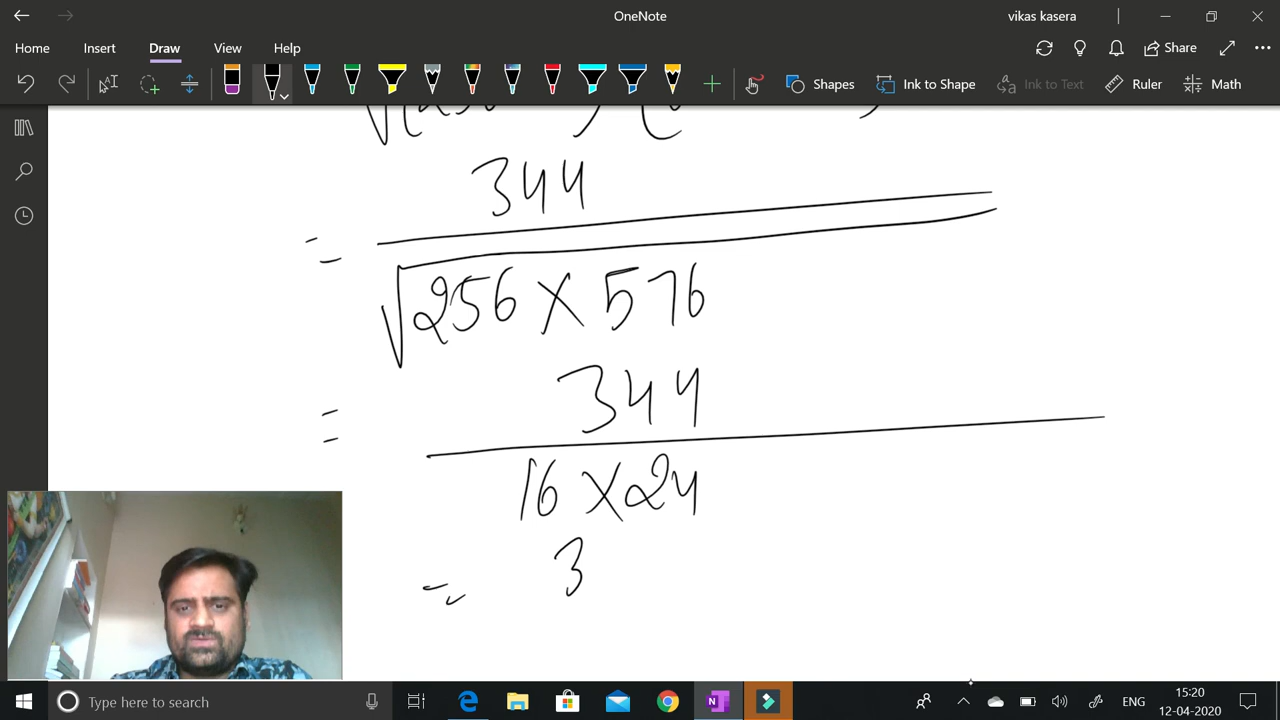 OneNote
vikas kasera
Home Insert Draw View Help
Share
Shapes Ink to Shape Ink to Text Ruler Math
344
=
√256 × 576
344
=
16 × 24
= 3
Type here to search
ENG
15:20
12-04-2020